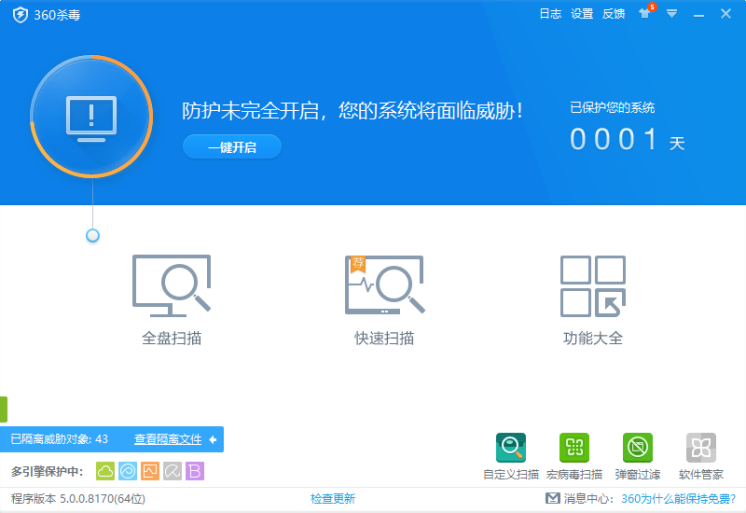 360杀毒
日志 设置 反馈 5
防护未完全开启，您的系统将面临威胁！
一键开启
已保护您的系统
0001 天
荐
全盘扫描 快速扫描 功能大全
已隔离威胁对象: 43 查看隔离文件
自定义扫描 宏病毒扫描 弹窗过滤 软件管家
多引擎保护中： B
程序版本 5.0.0.8170(64位) 检查更新 消息中心： 360为什么能保持免费？